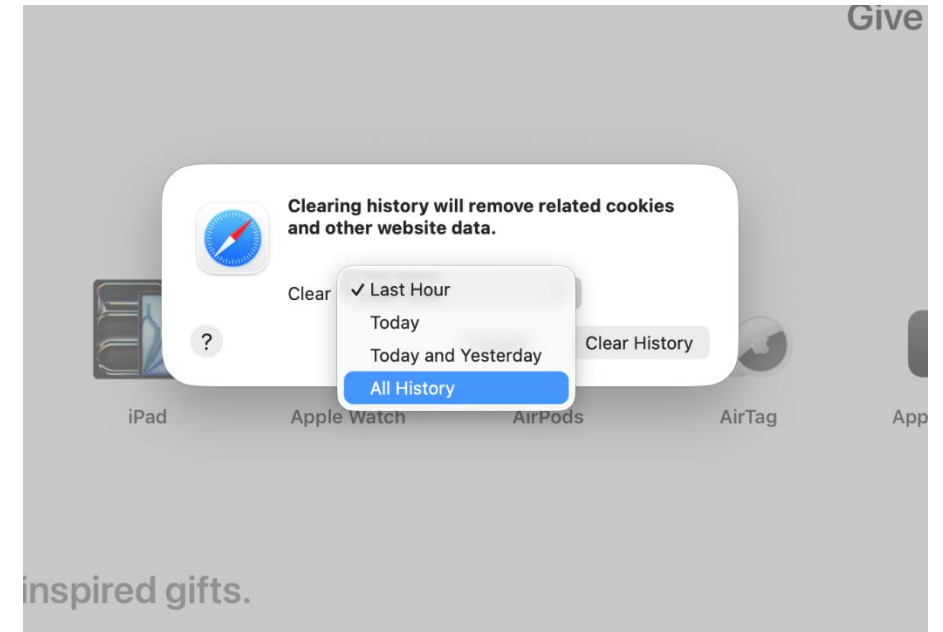 Give
Clearing history will remove related cookies
and other website data.
Clear
✓ Last Hour
Today
Today and Yesterday
All History
?
Clear History
iPad
Apple Watch
AirPods
AirTag
App
inspired gifts.